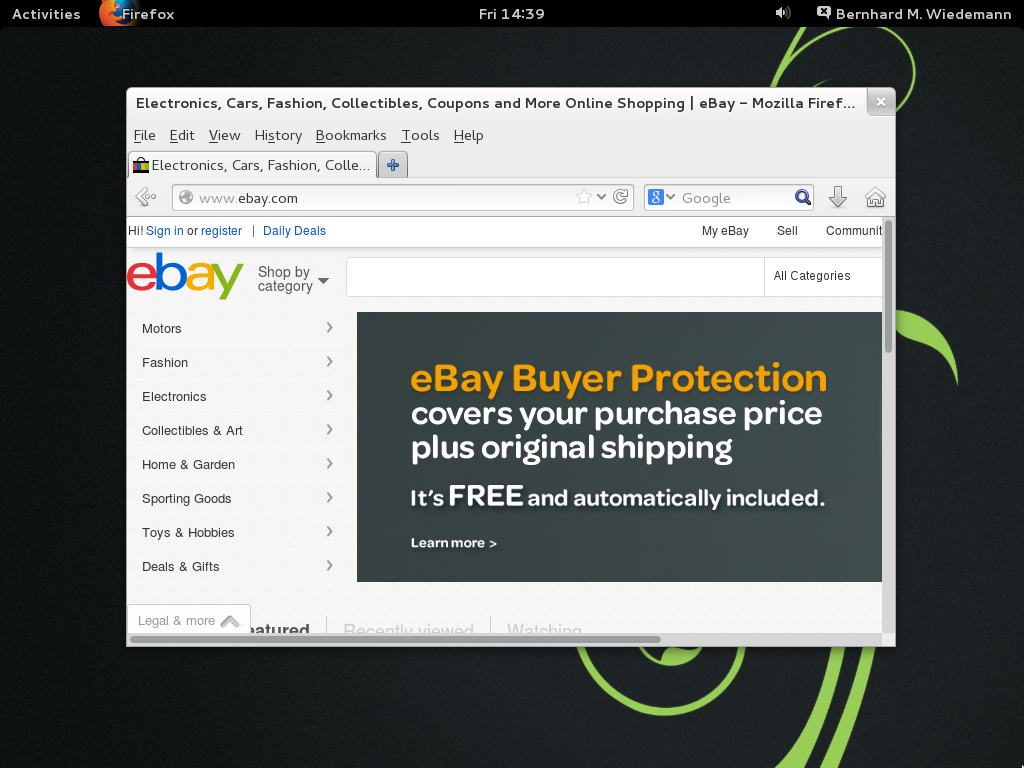 Activities Firefox Fri 14:39 Bernhard M. Wiedemann
Electronics, Cars, Fashion, Collectibles, Coupons and More Online Shopping | eBay – Mozilla Firef...
File Edit View History Bookmarks Tools Help
Electronics, Cars, Fashion, Colle...
www.ebay.com
8 Google
Hi! Sign in or register | Daily Deals My eBay Sell Communit
ebay
Shop by
category
All Categories
Motors
Fashion
Electronics
Collectibles & Art
Home & Garden
Sporting Goods
Toys & Hobbies
Deals & Gifts
eBay Buyer Protection
covers your purchase price
plus original shipping
It's FREE and automatically included.
Learn more >
Legal & more
eatured Recently viewed Watching